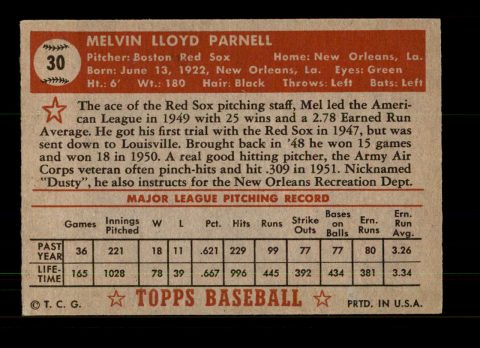 30
MELVIN LLOYD PARNELL
Pitcher: Boston Red Sox Home: New Orleans, La.
Born: June 13, 1922, New Orleans, La. Eyes: Green
Ht.: 6' Wt.: 180 Hair: Black Throws: Left Bats: Left
The ace of the Red Sox pitching staff, Mel led the Ameri-
can League in 1949 with 25 wins and a 2.78 Earned Run
Average. He got his first trial with the Red Sox in 1947, but was
sent down to Louisville. Brought back in '48 he won 15 games
and won 18 in 1950. A real good hitting pitcher, the Army Air
Corps veteran often pinch-hits and hit .309 in 1951. Nicknamed
"Dusty", he also instructs for the New Orleans Recreation Dept.
MAJOR LEAGUE PITCHING RECORD
Games Innings Pitched W L Pct. Hits Runs Strike Outs Bases on Balls Ern. Runs Ern. Run Avg.
PAST YEAR 36 221 18 11 .621 229 99 77 77 80 3.26
LIFE-TIME 165 1028 78 39 .667 996 445 392 434 381 3.34
© T. C. G. TOPPS BASEBALL PRTD. IN U.S.A.